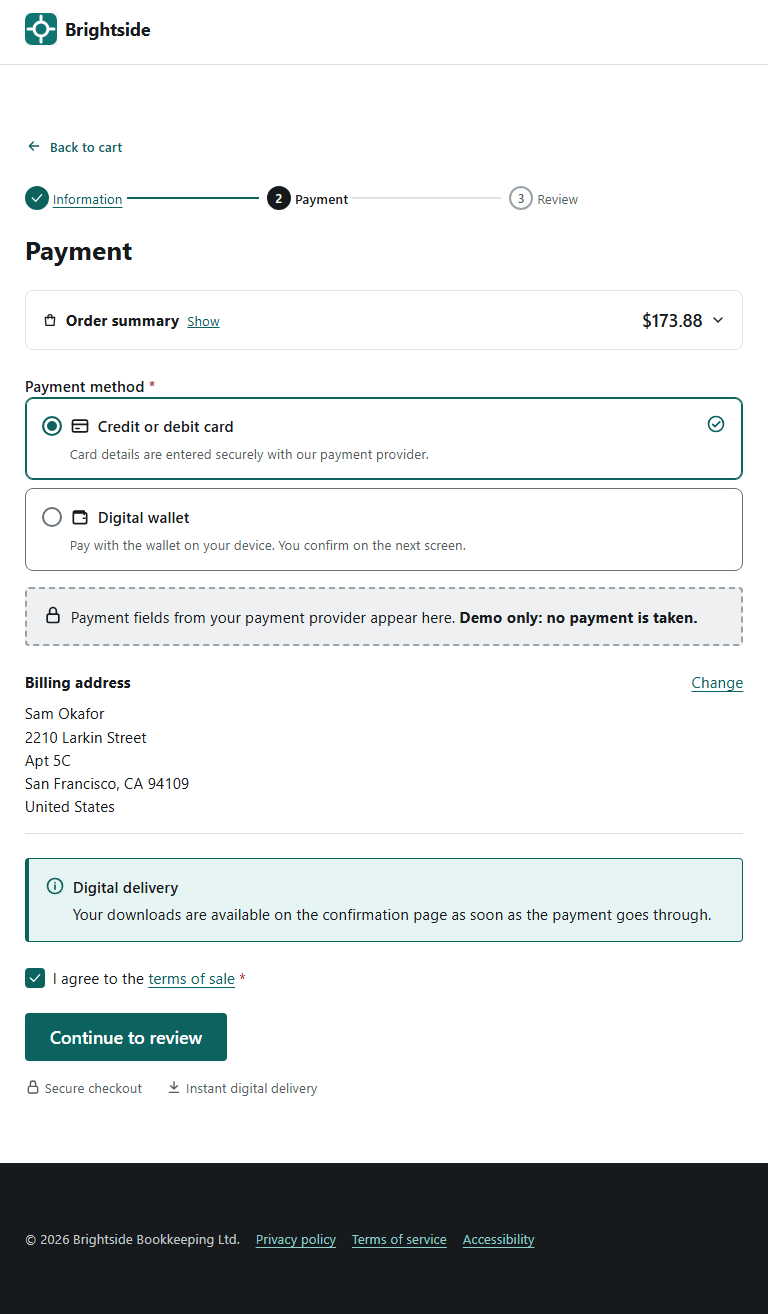 Brightside
Back to cart
Information
2 Payment
3 Review
Payment
Order summary Show $173.88
Payment method *
Credit or debit card
Card details are entered securely with our payment provider.
Digital wallet
Pay with the wallet on your device. You confirm on the next screen.
Payment fields from your payment provider appear here. Demo only: no payment is taken.
Billing address Change
Sam Okafor
2210 Larkin Street
Apt 5C
San Francisco, CA 94109
United States
Digital delivery
Your downloads are available on the confirmation page as soon as the payment goes through.
I agree to the terms of sale *
Continue to review
Secure checkout Instant digital delivery
© 2026 Brightside Bookkeeping Ltd. Privacy policy Terms of service Accessibility